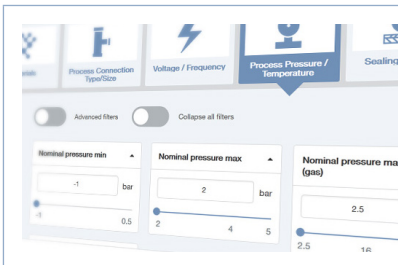 Process Connection
Type/Size
Voltage / Frequency
Process Pressure /
Temperature
Sealing
Advanced filters
Collapse all filters
Nominal pressure min
-1
bar
-1
0.5
Nominal pressure max
2
bar
2
4
5
Nominal pressure ma
(gas)
2.5
2.5
16